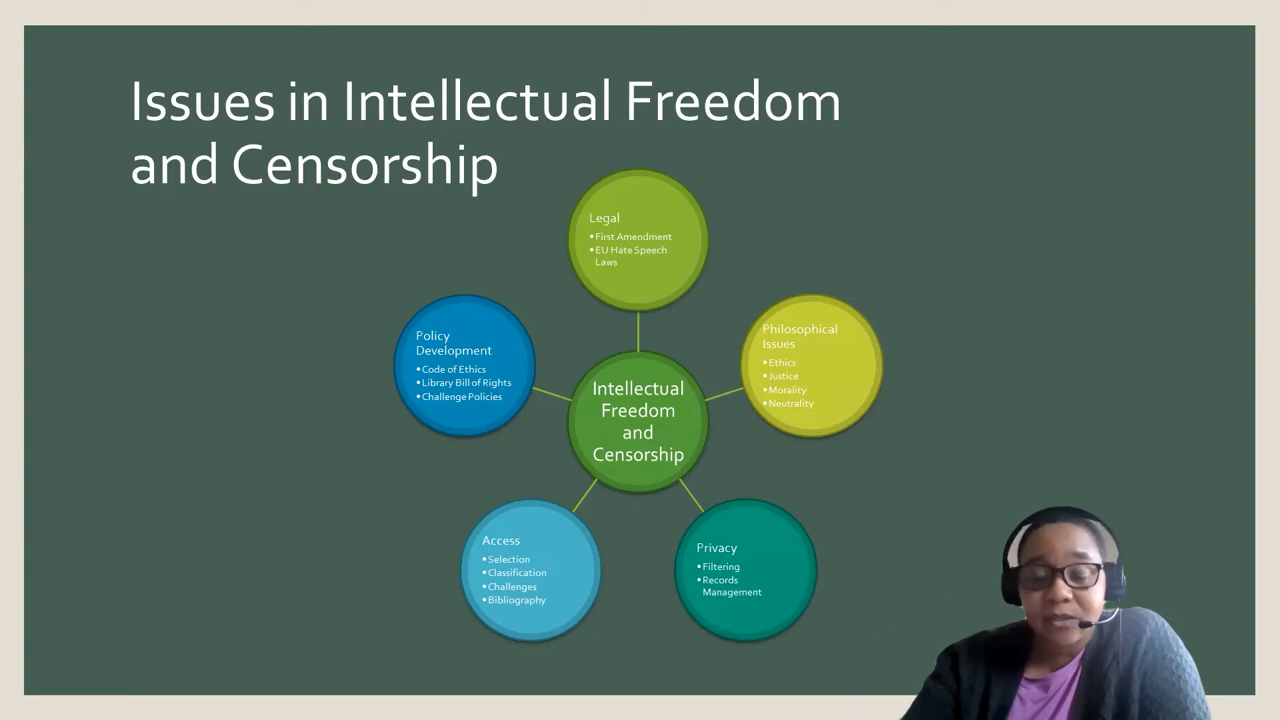 Issues in Intellectual Freedom
and Censorship
Legal
•First Amendment
•EU Hate Speech
Laws
Philosophical
Issues
•Ethics
•Justice
•Morality
•Neutrality
Privacy
•Filtering
•Records
Management
Access
•Selection
•Classification
•Challenges
•Bibliography
Policy
Development
•Code of Ethics
•Library Bill of Rights
•Challenge Policies
Intellectual
Freedom
and
Censorship